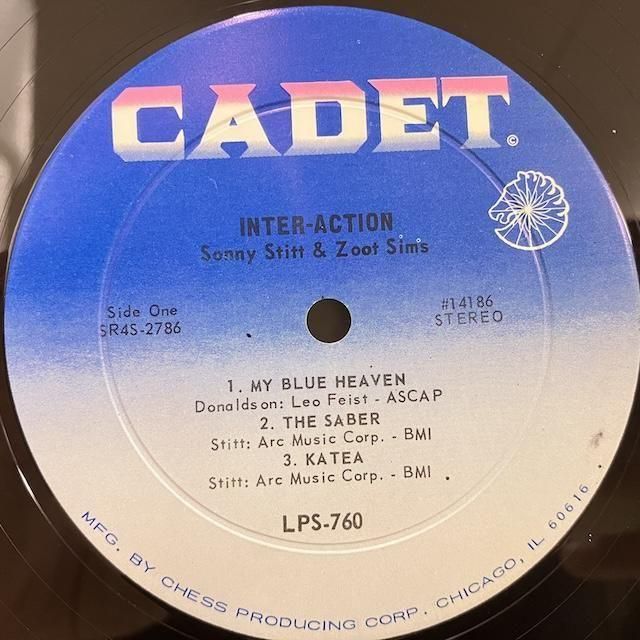 CADET ©
INTER-ACTION
Sonny Stitt & Zoot Sims
Side One
SR4S-2786
#14186
STEREO
1. MY BLUE HEAVEN
Donaldson: Leo Feist - ASCAP
2. THE SABER
Stitt: Arc Music Corp. - BMI
3. KATEA
Stitt: Arc Music Corp. - BMI
LPS-760
MFG. BY CHESS PRODUCING CORP. CHICAGO, IL 60616